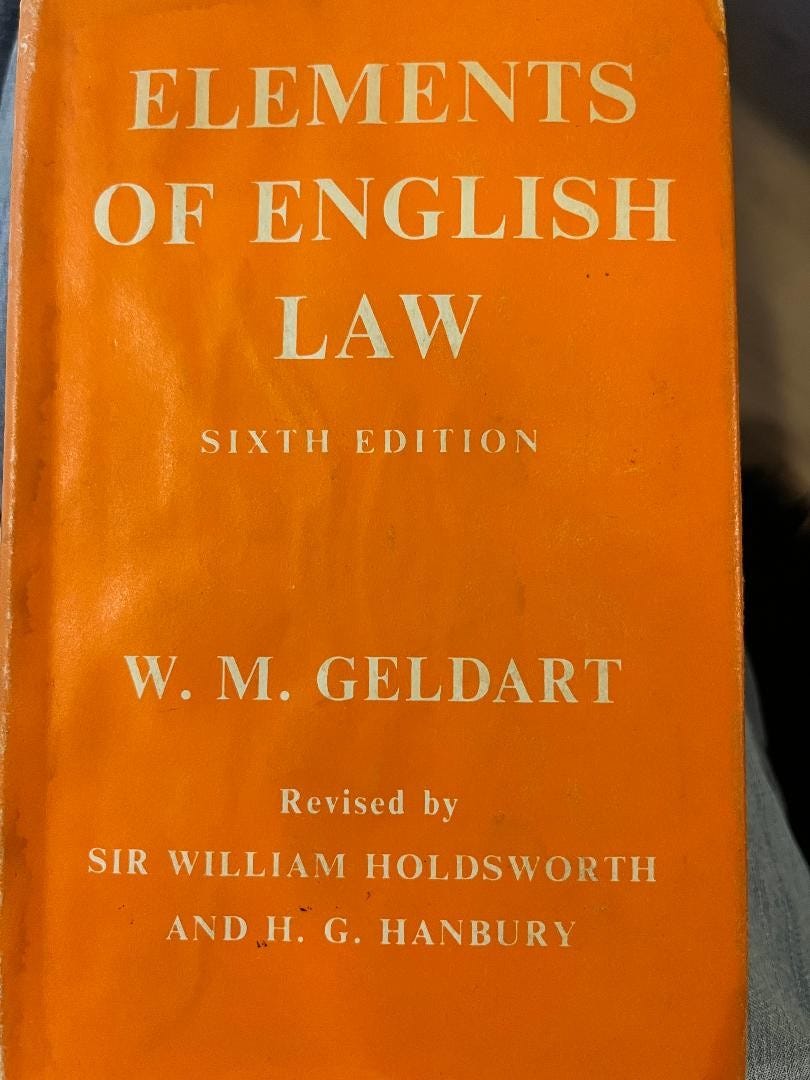 ELEMENTS
OF ENGLISH
LAW
SIXTH EDITION
W. M. GELDART
Revised by
SIR WILLIAM HOLDSWORTH
AND H. G. HANBURY